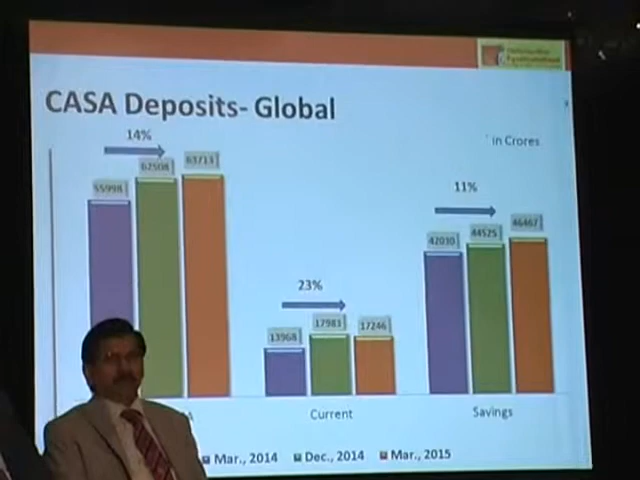 CASA Deposits- Global
in Crores
14%
55998
62508
63713
23%
13968
17983
17246
11%
42030
44525
46467
A
Current
Savings
Mar., 2014
Dec., 2014
Mar., 2015